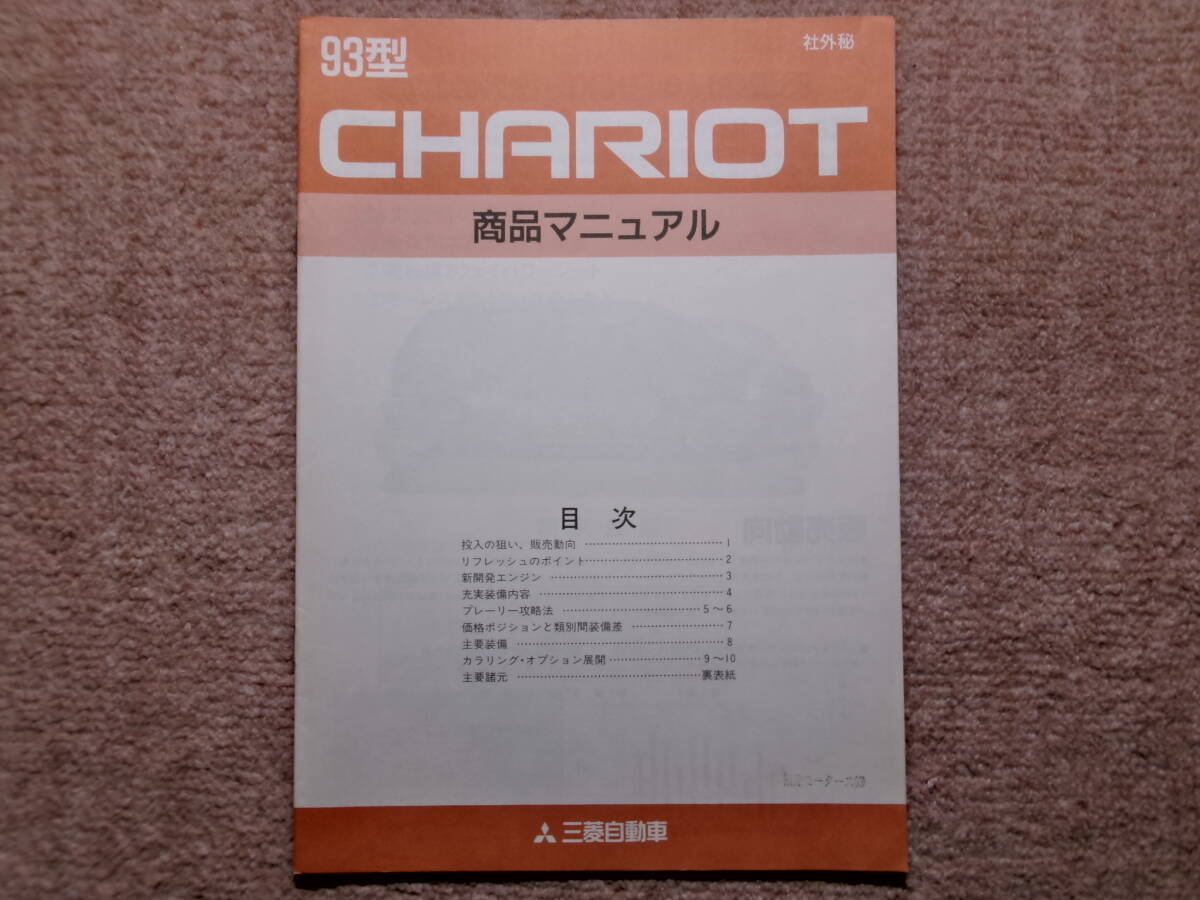 93型
社外秘
CHARIOT
商品マニュアル
目 次
投入の狙い、販売動向 …………………………… 1
リフレッシュのポイント…………………………… 2
新開発エンジン …………………………………… 3
充実装備内容 ……………………………………… 4
プレーリー攻略法 ………………………… 5〜6
価格ポジションと類別間装備差 ………………… 7
主要装備 …………………………………………… 8
カラリング・オプション展開 ………………… 9〜10
主要諸元 ………………………………………裏表紙
三菱自動車